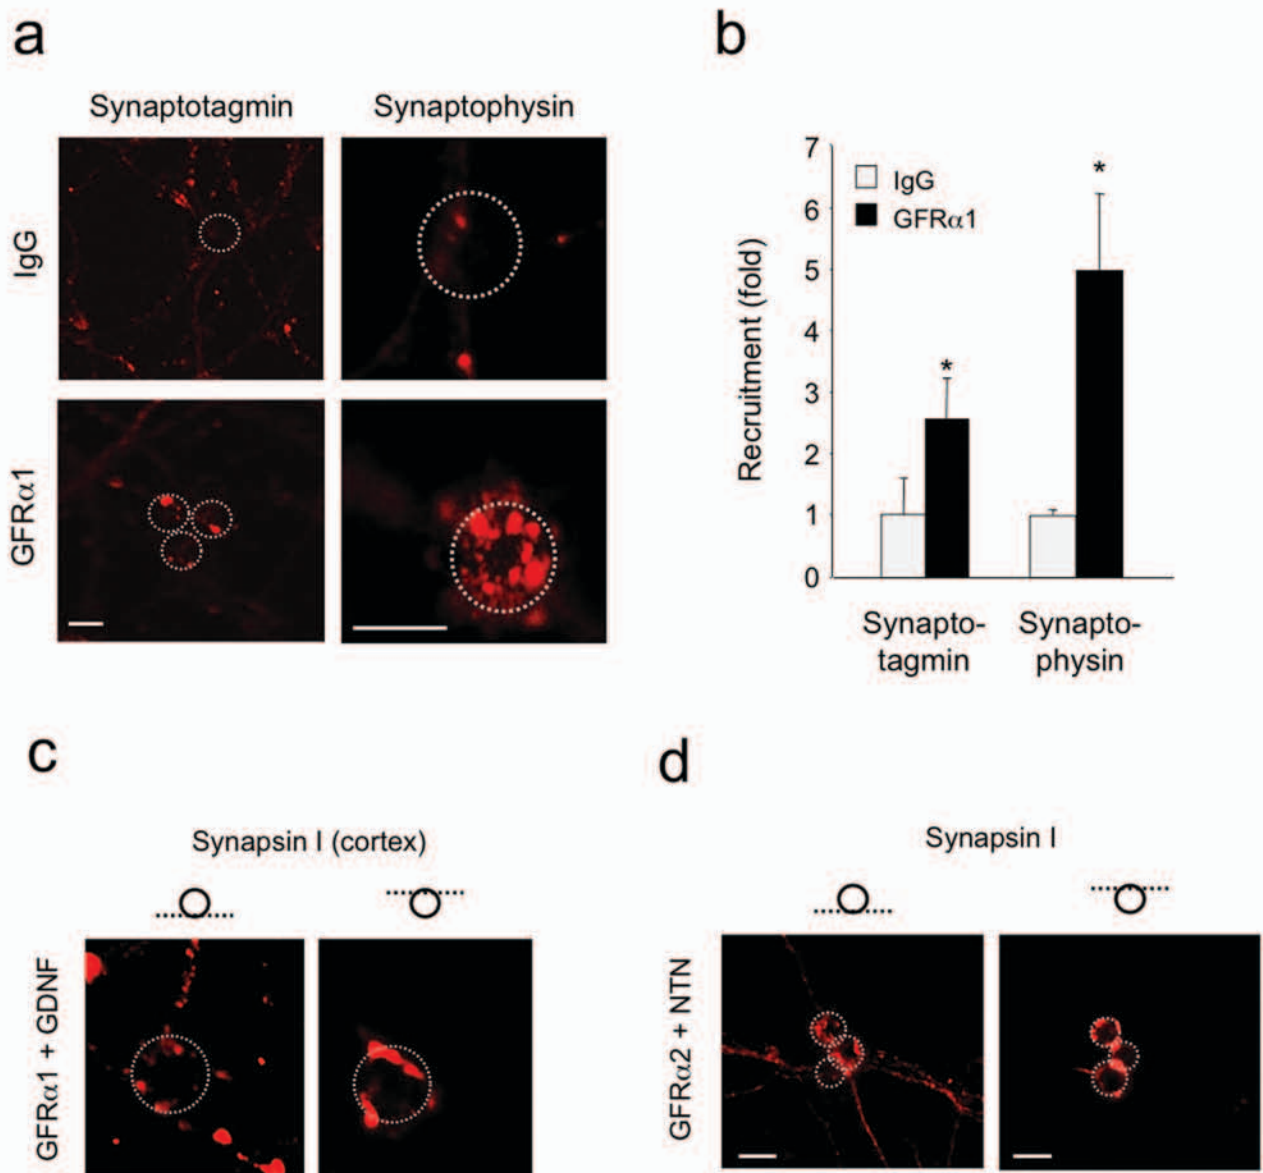 a
Synaptotagmin Synaptophysin
IgG
GFRα1
b
7
6
5
4
3
2
1
0
Recruitment (fold)
IgG
GFRα1
*
*
Synapto-
tagmin
Synapto-
physin
c
Synapsin I (cortex)
GFRα1 + GDNF
d
Synapsin I
GFRα2 + NTN